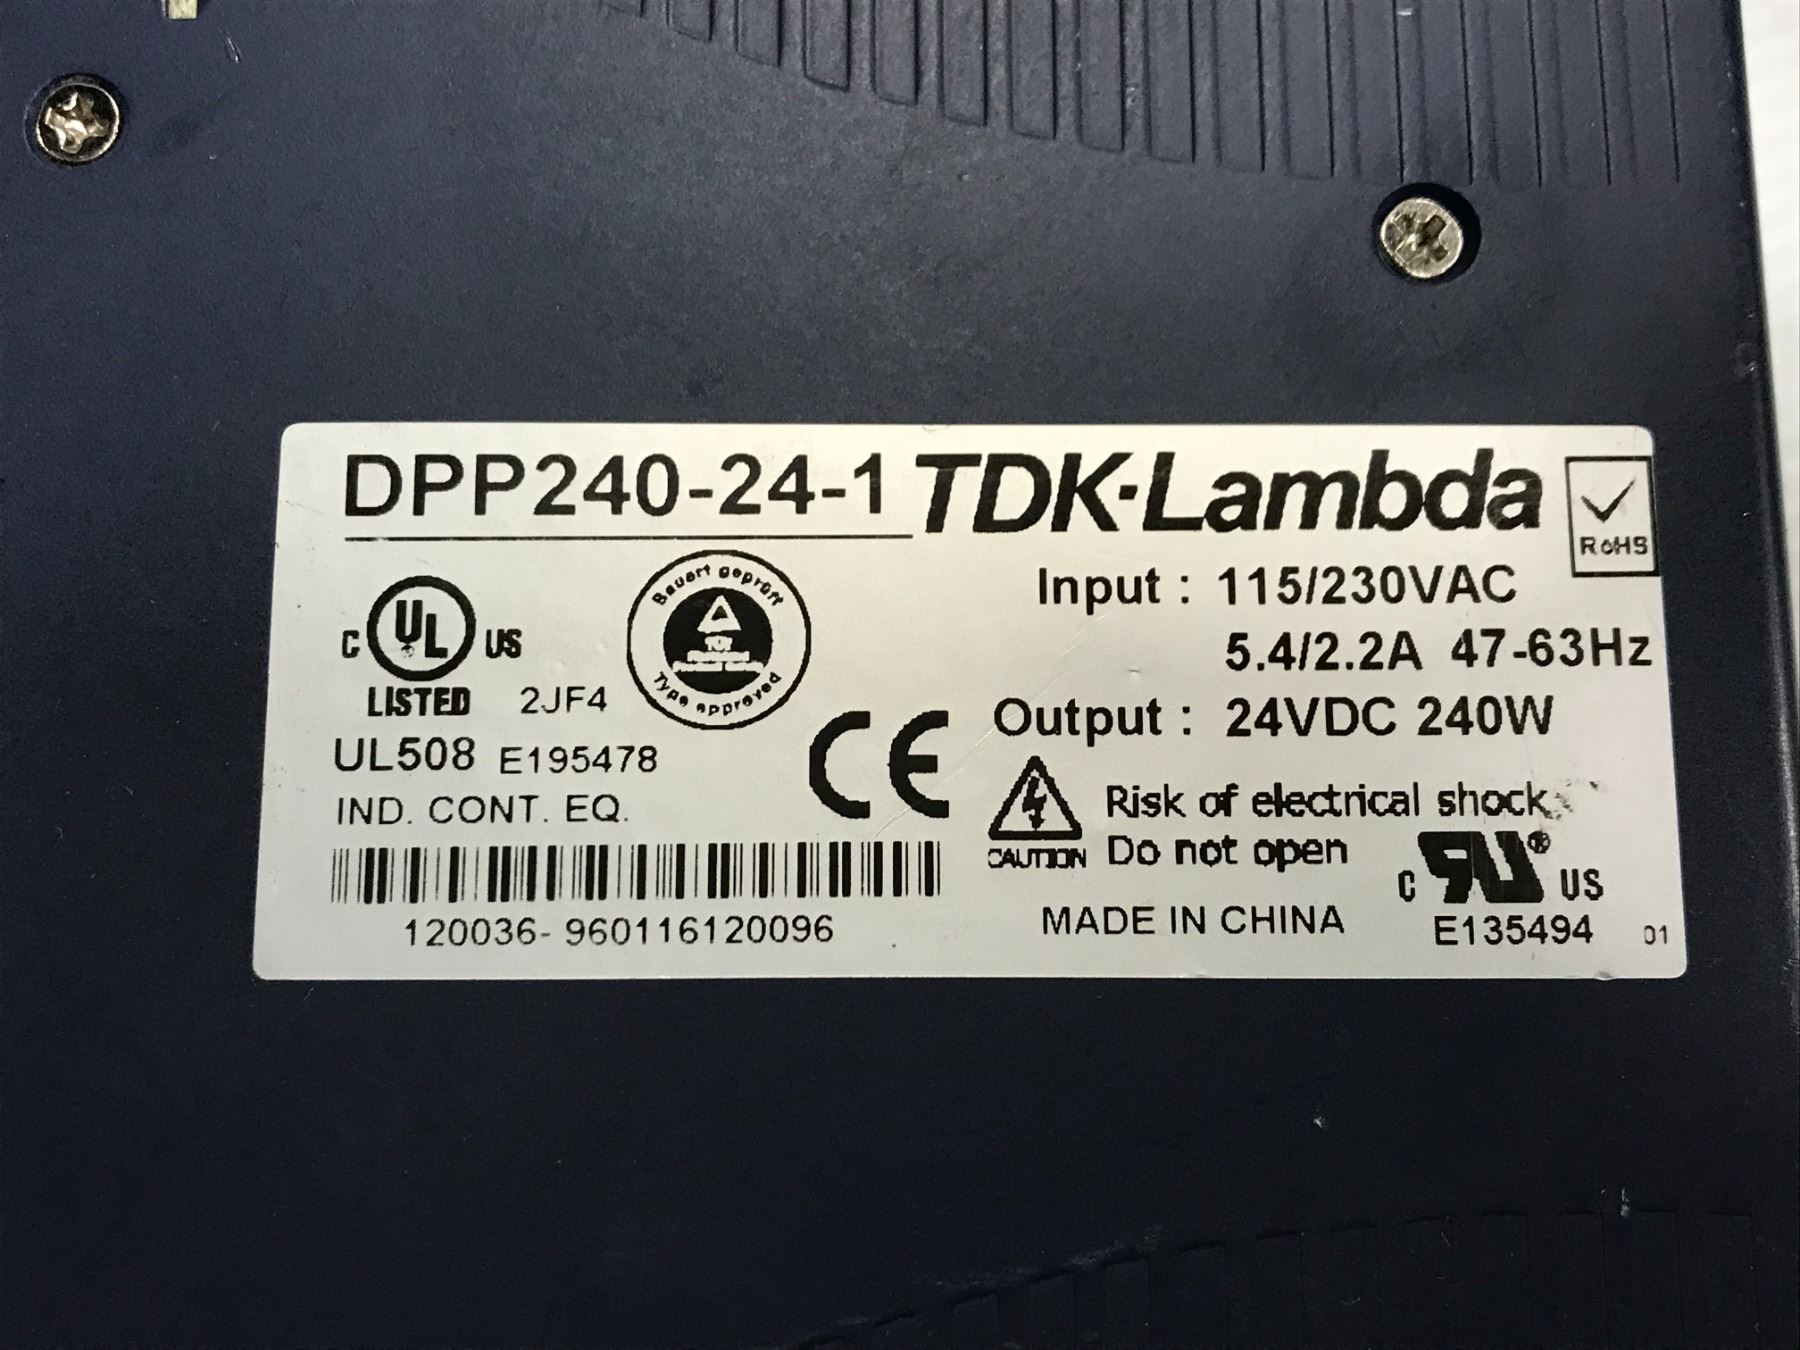 DPP240-24-1 TDK·Lambda
RoHS
Input : 115/230VAC
5.4/2.2A 47-63Hz
Output : 24VDC 240W
C UL US
LISTED 2JF4
UL508 E195478
IND. CONT. EQ.
Bauart geprüft
TÜV
Type approved
CE
CAUTION
Risk of electrical shock
Do not open
120036- 960116120096
MADE IN CHINA
C RU® US
E135494
01